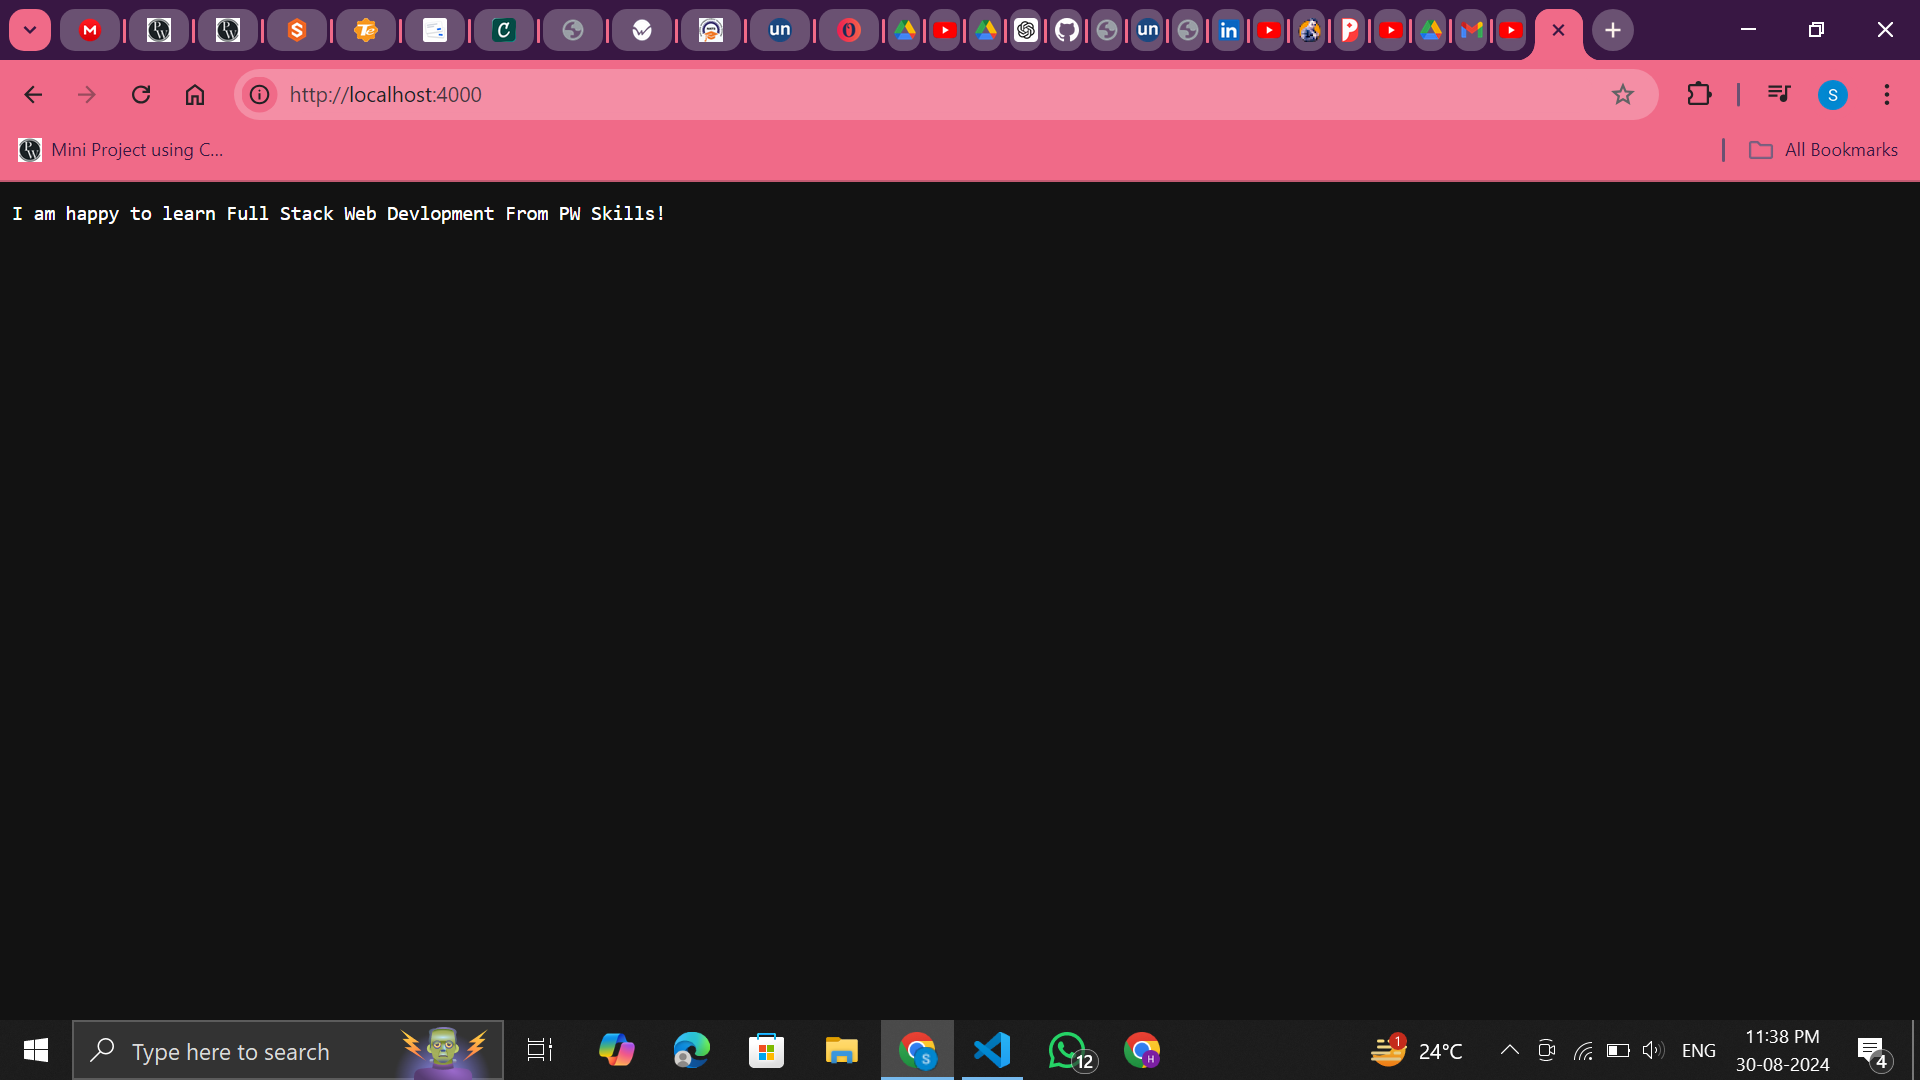 un
un
in
http://localhost:4000
S
Mini Project using C...
All Bookmarks
I am happy to learn Full Stack Web Devlopment From PW Skills!
Type here to search
S
12
H
1
24°C
ENG
11:38 PM
30-08-2024
4